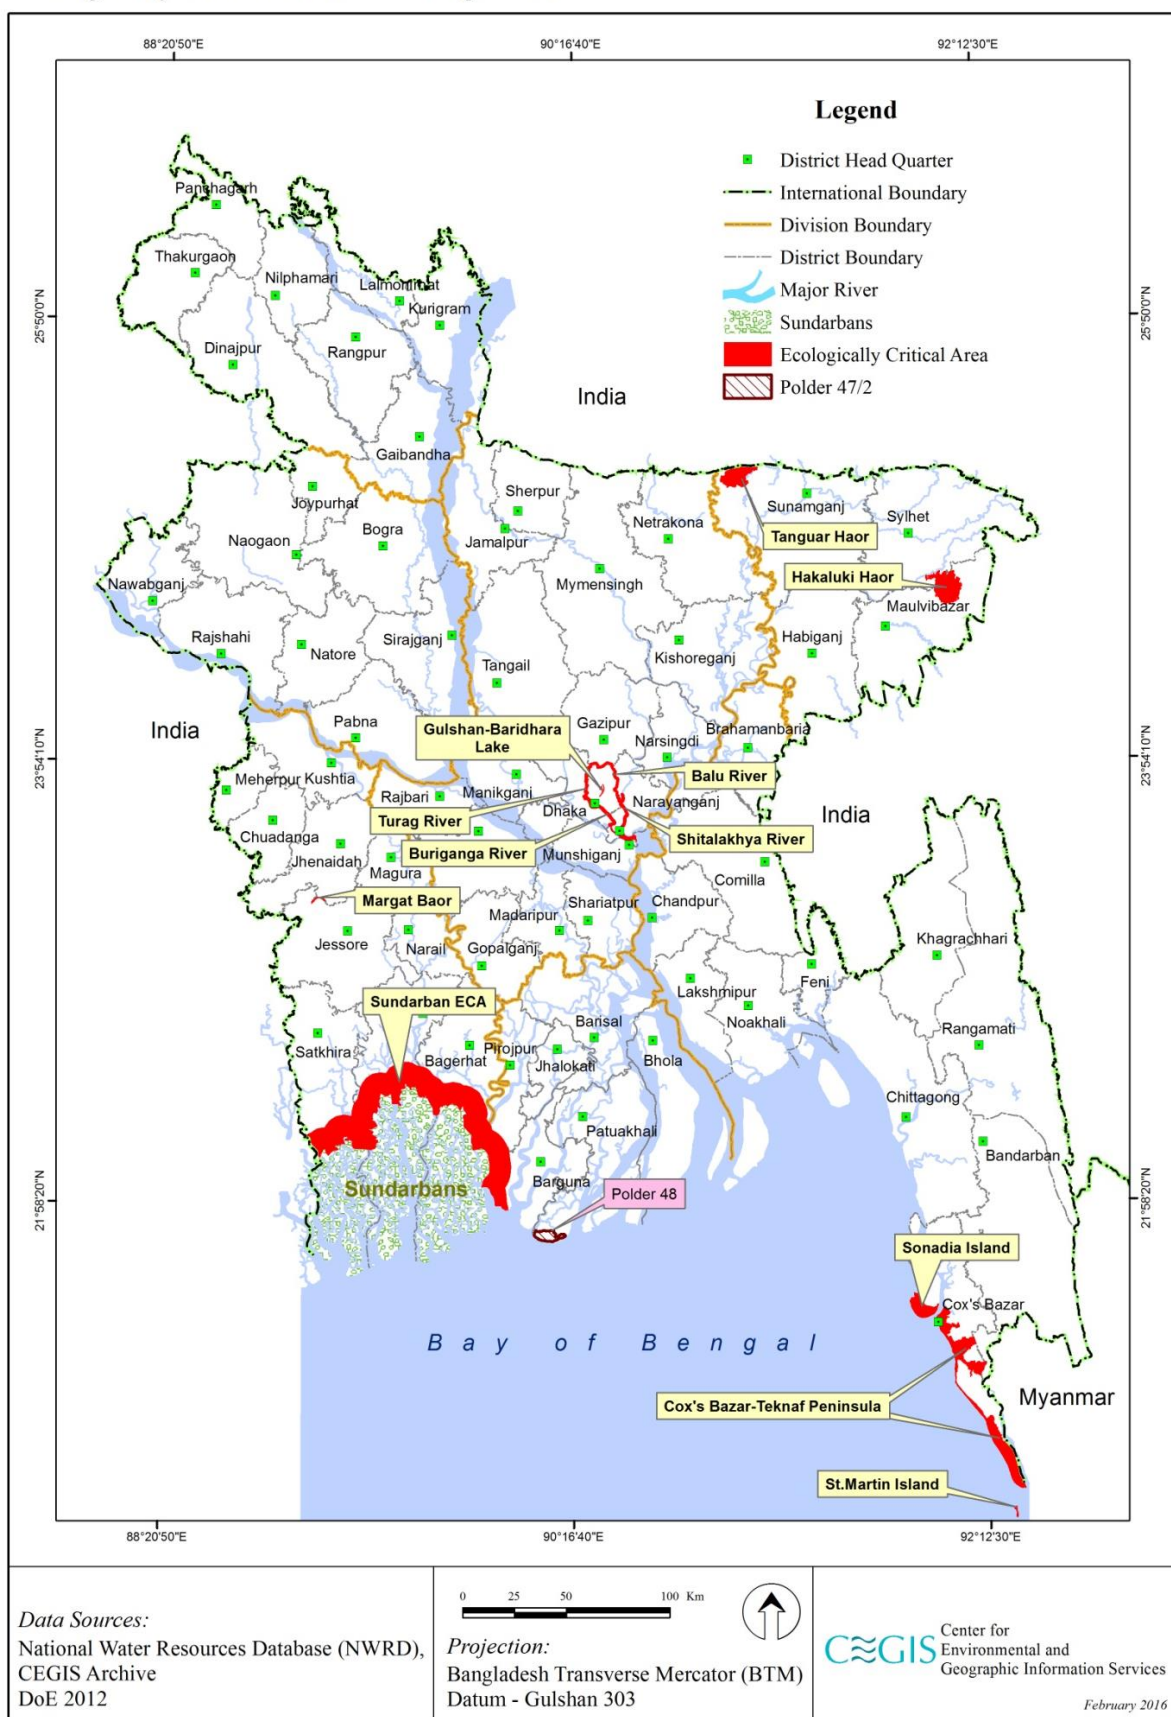 88°20'50"E
90°16'40"E
92°12'30"E
Legend
District Head Quarter
International Boundary
Division Boundary
District Boundary
Major River
Sundarbans
Ecologically Critical Area
Polder 47/2
25°50'0"N
25°50'0"N
Panchagarh
Thakurgaon
Nilphamari
Lalmonirhat
Kurigram
Dinajpur
Rangpur
India
Gaibandha
Joypurhat
Sherpur
Sunamganj
Sylhet
Bogra
Jamalpur
Netrakona
Tanguar Haor
Naogaon
Mymensingh
Hakaluki Haor
Nawabganj
Maulvibazar
Rajshahi
Natore
Sirajganj
Tangail
Kishoreganj
Habiganj
India
Pabna
Gulshan-Baridhara
Lake
Gazipur
Narsingdi
Brahamanbaria
23°54'10"N
23°54'10"N
Meherpur
Kushtia
Rajbari
Manikganj
Balu River
Dhaka
Narayanganj
India
Turag River
Chuadanga
Shitalakhya River
Jhenaidah
Buriganga River
Munshiganj
Magura
Comilla
Margat Baor
Madaripur
Shariatpur
Chandpur
Jessore
Narail
Gopalganj
Khagrachhari
Sundarban ECA
Lakshmipur
Feni
Noakhali
Rangamati
Satkhira
Bagerhat
Pirojpur
Jhalokati
Barisal
Bhola
Chittagong
Patuakhali
Bandarban
Barguna
Sundarbans
Polder 48
21°58'20"N
21°58'20"N
Sonadia Island
Cox's Bazar
Bay of Bengal
Myanmar
Cox's Bazar-Teknaf Peninsula
St.Martin Island
88°20'50"E
90°16'40"E
92°12'30"E
Data Sources:
National Water Resources Database (NWRD),
CEGIS Archive
DoE 2012
0 25 50 100 Km
Projection:
Bangladesh Transverse Mercator (BTM)
Datum - Gulshan 303
CEGIS
Center for
Environmental and
Geographic Information Services
February 2016